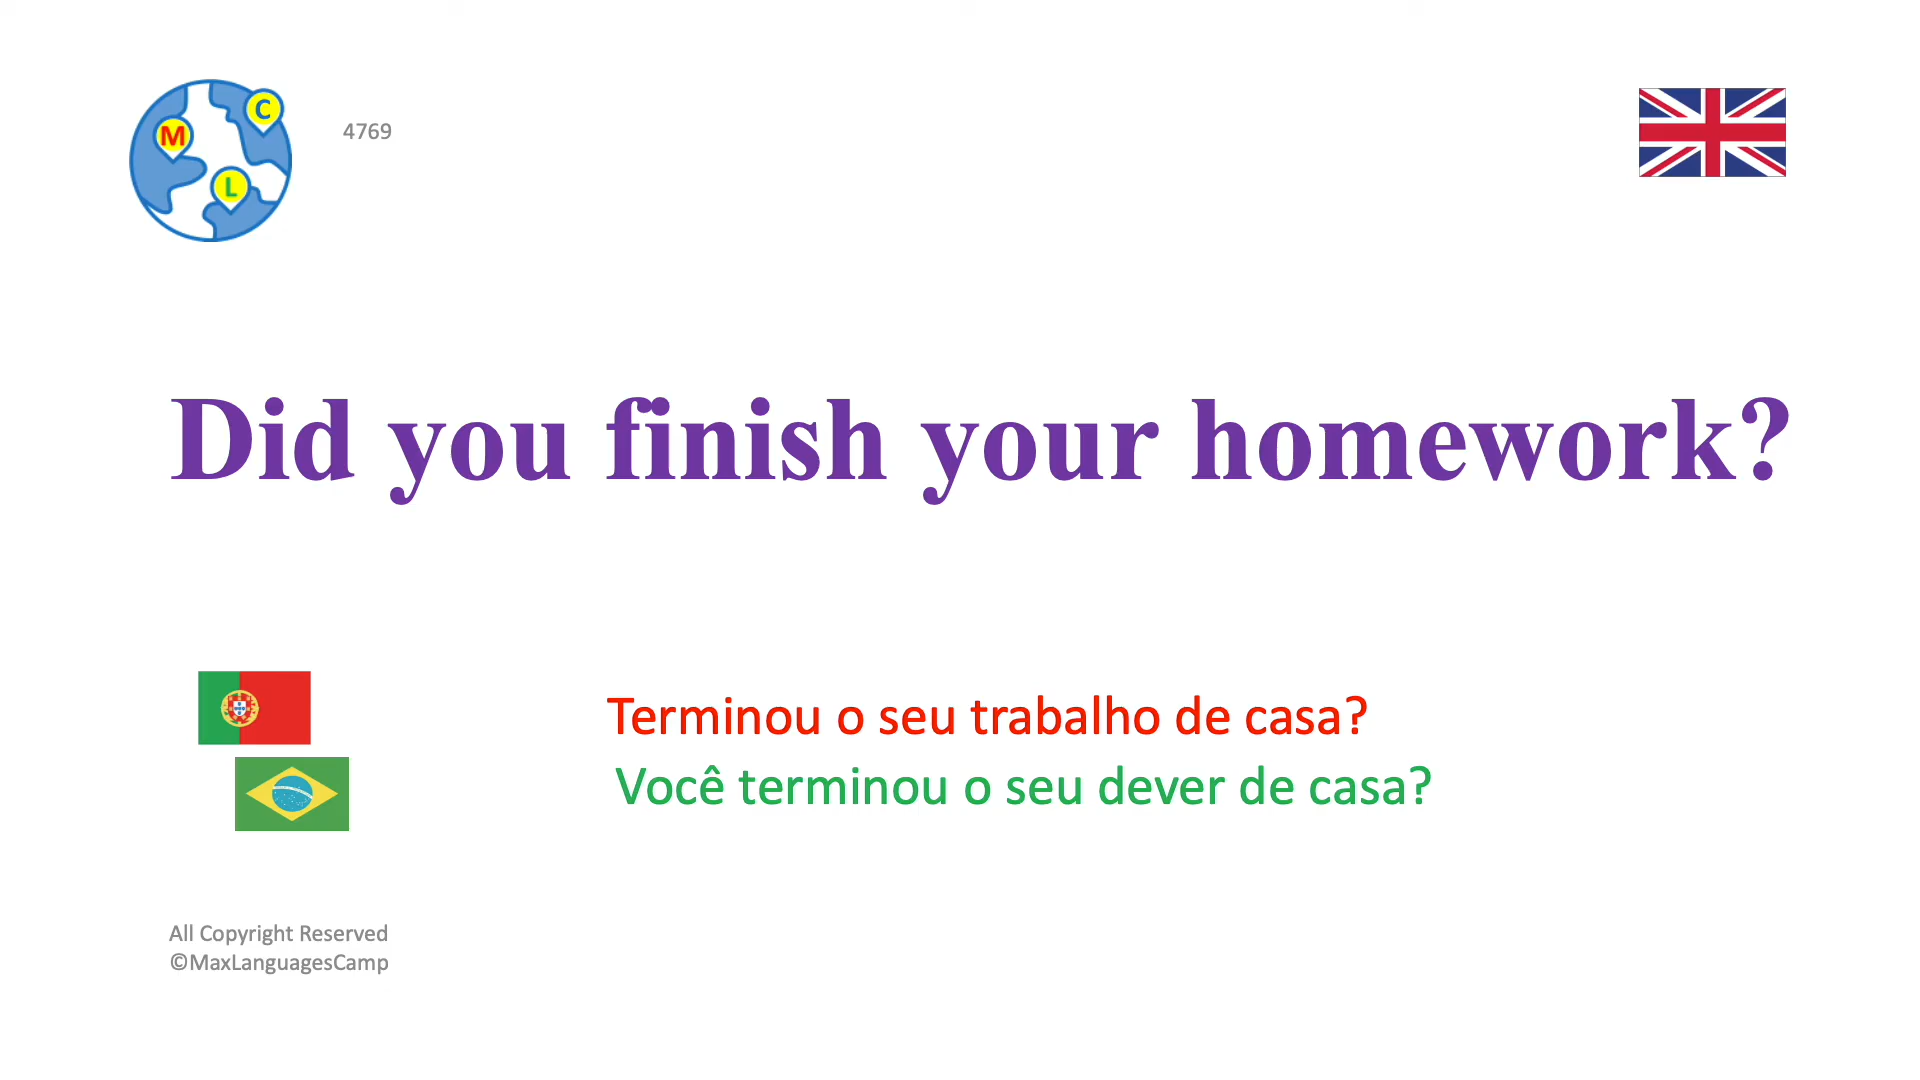 M
C
L
4769
Did you finish your homework?
Terminou o seu trabalho de casa?
Você terminou o seu dever de casa?
All Copyright Reserved
©MaxLanguagesCamp